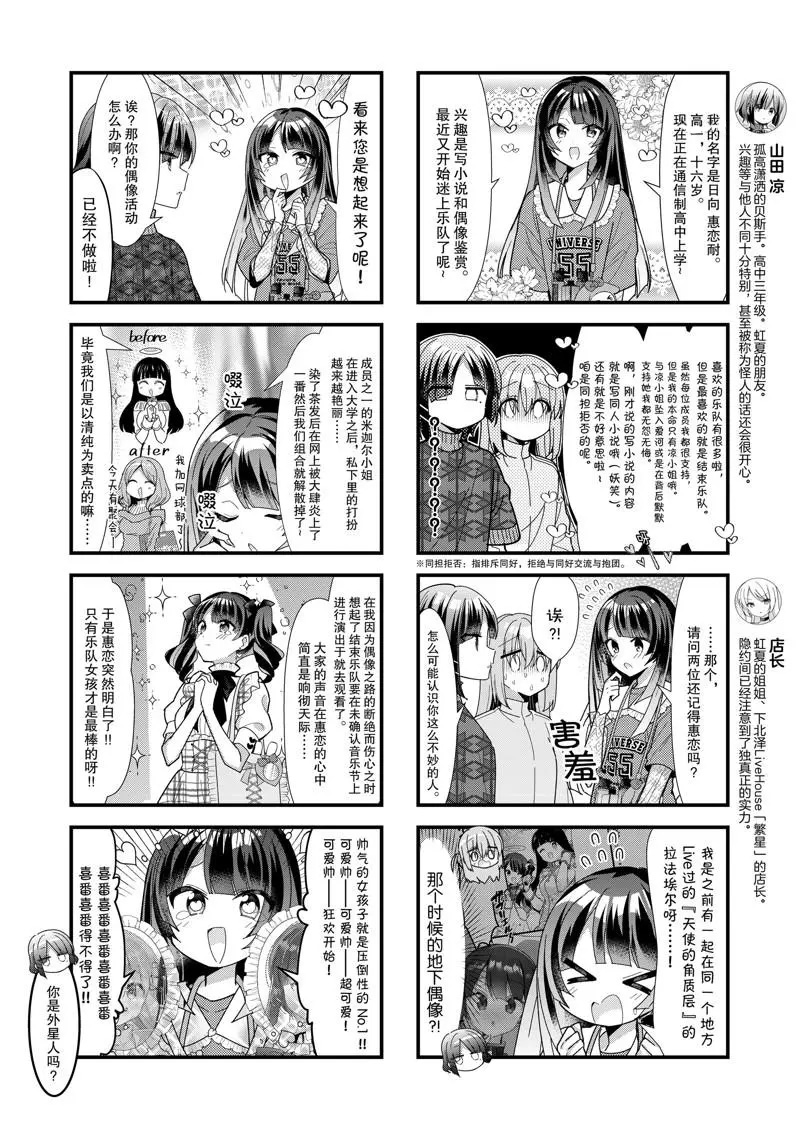 山田 凉
孤高潇洒的贝斯手。高中三年级。虹夏的朋友。
兴趣等与他人不同十分特别，甚至被称为怪人的话还会很开心。
店长
虹夏的姐姐、下北泽LiveHouse「繁星」的店长。
隐约间已经注意到了独真正的实力。
我的名字是日向 惠恋耐。
高一，十六岁。
现在正在通信制高中上学~
兴趣是写小说和偶像鉴赏。
最近又开始迷上乐队了呢~
喜欢的乐队有很多啦，
但是最喜欢的就是结束乐队。
虽然每位成员我都很支持，
但是我的本命只有凉小姐哦。
与凉小姐坠入爱河或是在背后默默
支持她我都无怨无悔。
啊，刚才说的写小说的内容
就是写同人小说哦（妖笑）。
还有就是不好意思啦~
咱是同担拒否的呢。
？？？？？？
※同担拒否：指排斥同好，拒绝与同好交流与抱团。
……那个，
请问两位还记得惠恋吗？
诶?!
害羞
怎么可能认识你这么不妙的人。
我是之前有一起在同一个地方
Live过的『天使的角质层』的
拉法埃尔呀……！
那个时候的地下偶像?!
看来您是想起来了呢！
诶？那你的偶像活动
怎么办啊？
已经不做啦！
成员之一的米迦尔小姐
在进入大学之后，私下里的打扮
越来越艳丽……
染了茶发后在网上被大肆炎上了
一番然后我们组合就解散掉了……
啜泣
啜泣
before
after
我加网球部了
今天有聚会
毕竟我们是以清纯为卖点的嘛……
在我因为偶像之路的断绝而伤心之时
想起了结束乐队要在未确认音乐节上
进行演出于就去观看了。
大家的声音在惠恋的心中
简直是响彻天际……
于是惠恋突然明白了！
只有乐队女孩才是最棒的呀!!
帅气的女孩子就是压倒性的No.1！
可爱帅——可爱帅——超可爱！
可爱帅——狂欢开始！
喜番喜番喜番喜番喜番
喜番喜番得不得了!!
你是外星人吗？